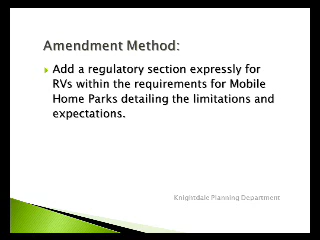 Amendment Method:
Add a regulatory section expressly for
RVs within the requirements for Mobile
Home Parks detailing the limitations and
expectations.
Knightdale Planning Department